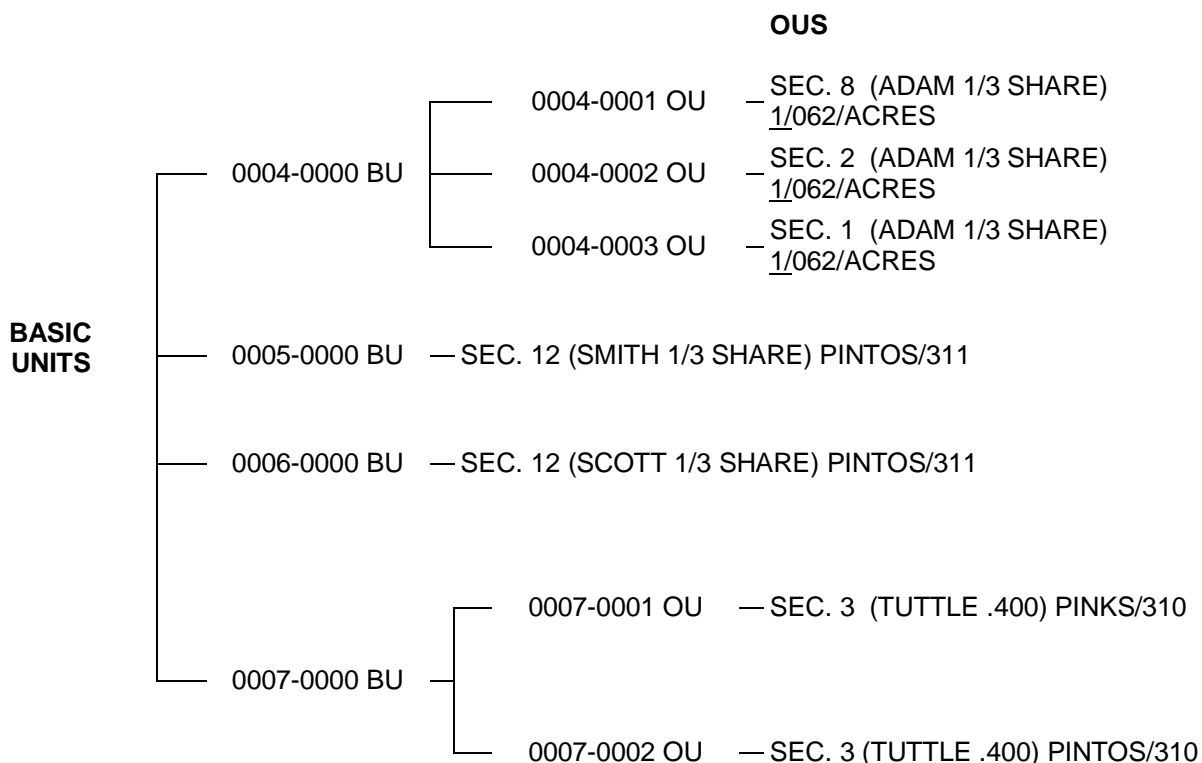 OUS
0004-0001 OU
SEC. 8 (ADAM 1/3 SHARE)
1/062/ACRES
0004-0000 BU
0004-0002 OU
SEC. 2 (ADAM 1/3 SHARE)
1/062/ACRES
0004-0003 OU
SEC. 1 (ADAM 1/3 SHARE)
1/062/ACRES
BASIC
UNITS
0005-0000 BU
SEC. 12 (SMITH 1/3 SHARE) PINTOS/311
0006-0000 BU
SEC. 12 (SCOTT 1/3 SHARE) PINTOS/311
0007-0001 OU
SEC. 3 (TUTTLE .400) PINKS/310
0007-0000 BU
0007-0002 OU
SEC. 3 (TUTTLE .400) PINTOS/310